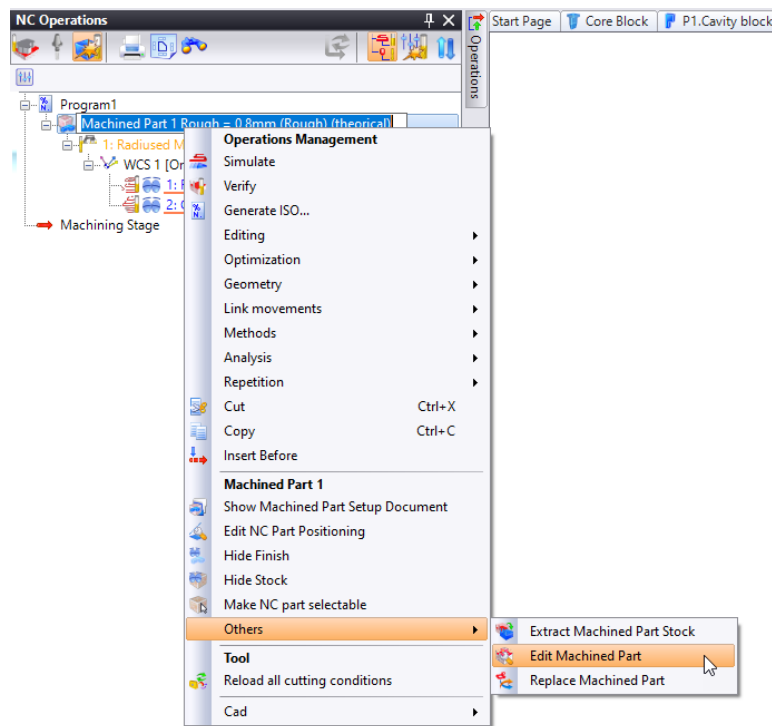 NC Operations
Start Page
Core Block
P1.Cavity block
Operations
Program1
Machined Part 1 Rough = 0.8mm (Rough) (theorical)
1: Radiused M
WCS 1 [Or
1:
2:
Machining Stage
Operations Management
Simulate
Verify
Generate ISO...
Editing
Optimization
Geometry
Link movements
Methods
Analysis
Repetition
Cut Ctrl+X
Copy Ctrl+C
Insert Before
Machined Part 1
Show Machined Part Setup Document
Edit NC Part Positioning
Hide Finish
Hide Stock
Make NC part selectable
Others
Extract Machined Part Stock
Edit Machined Part
Replace Machined Part
Tool
Reload all cutting conditions
Cad